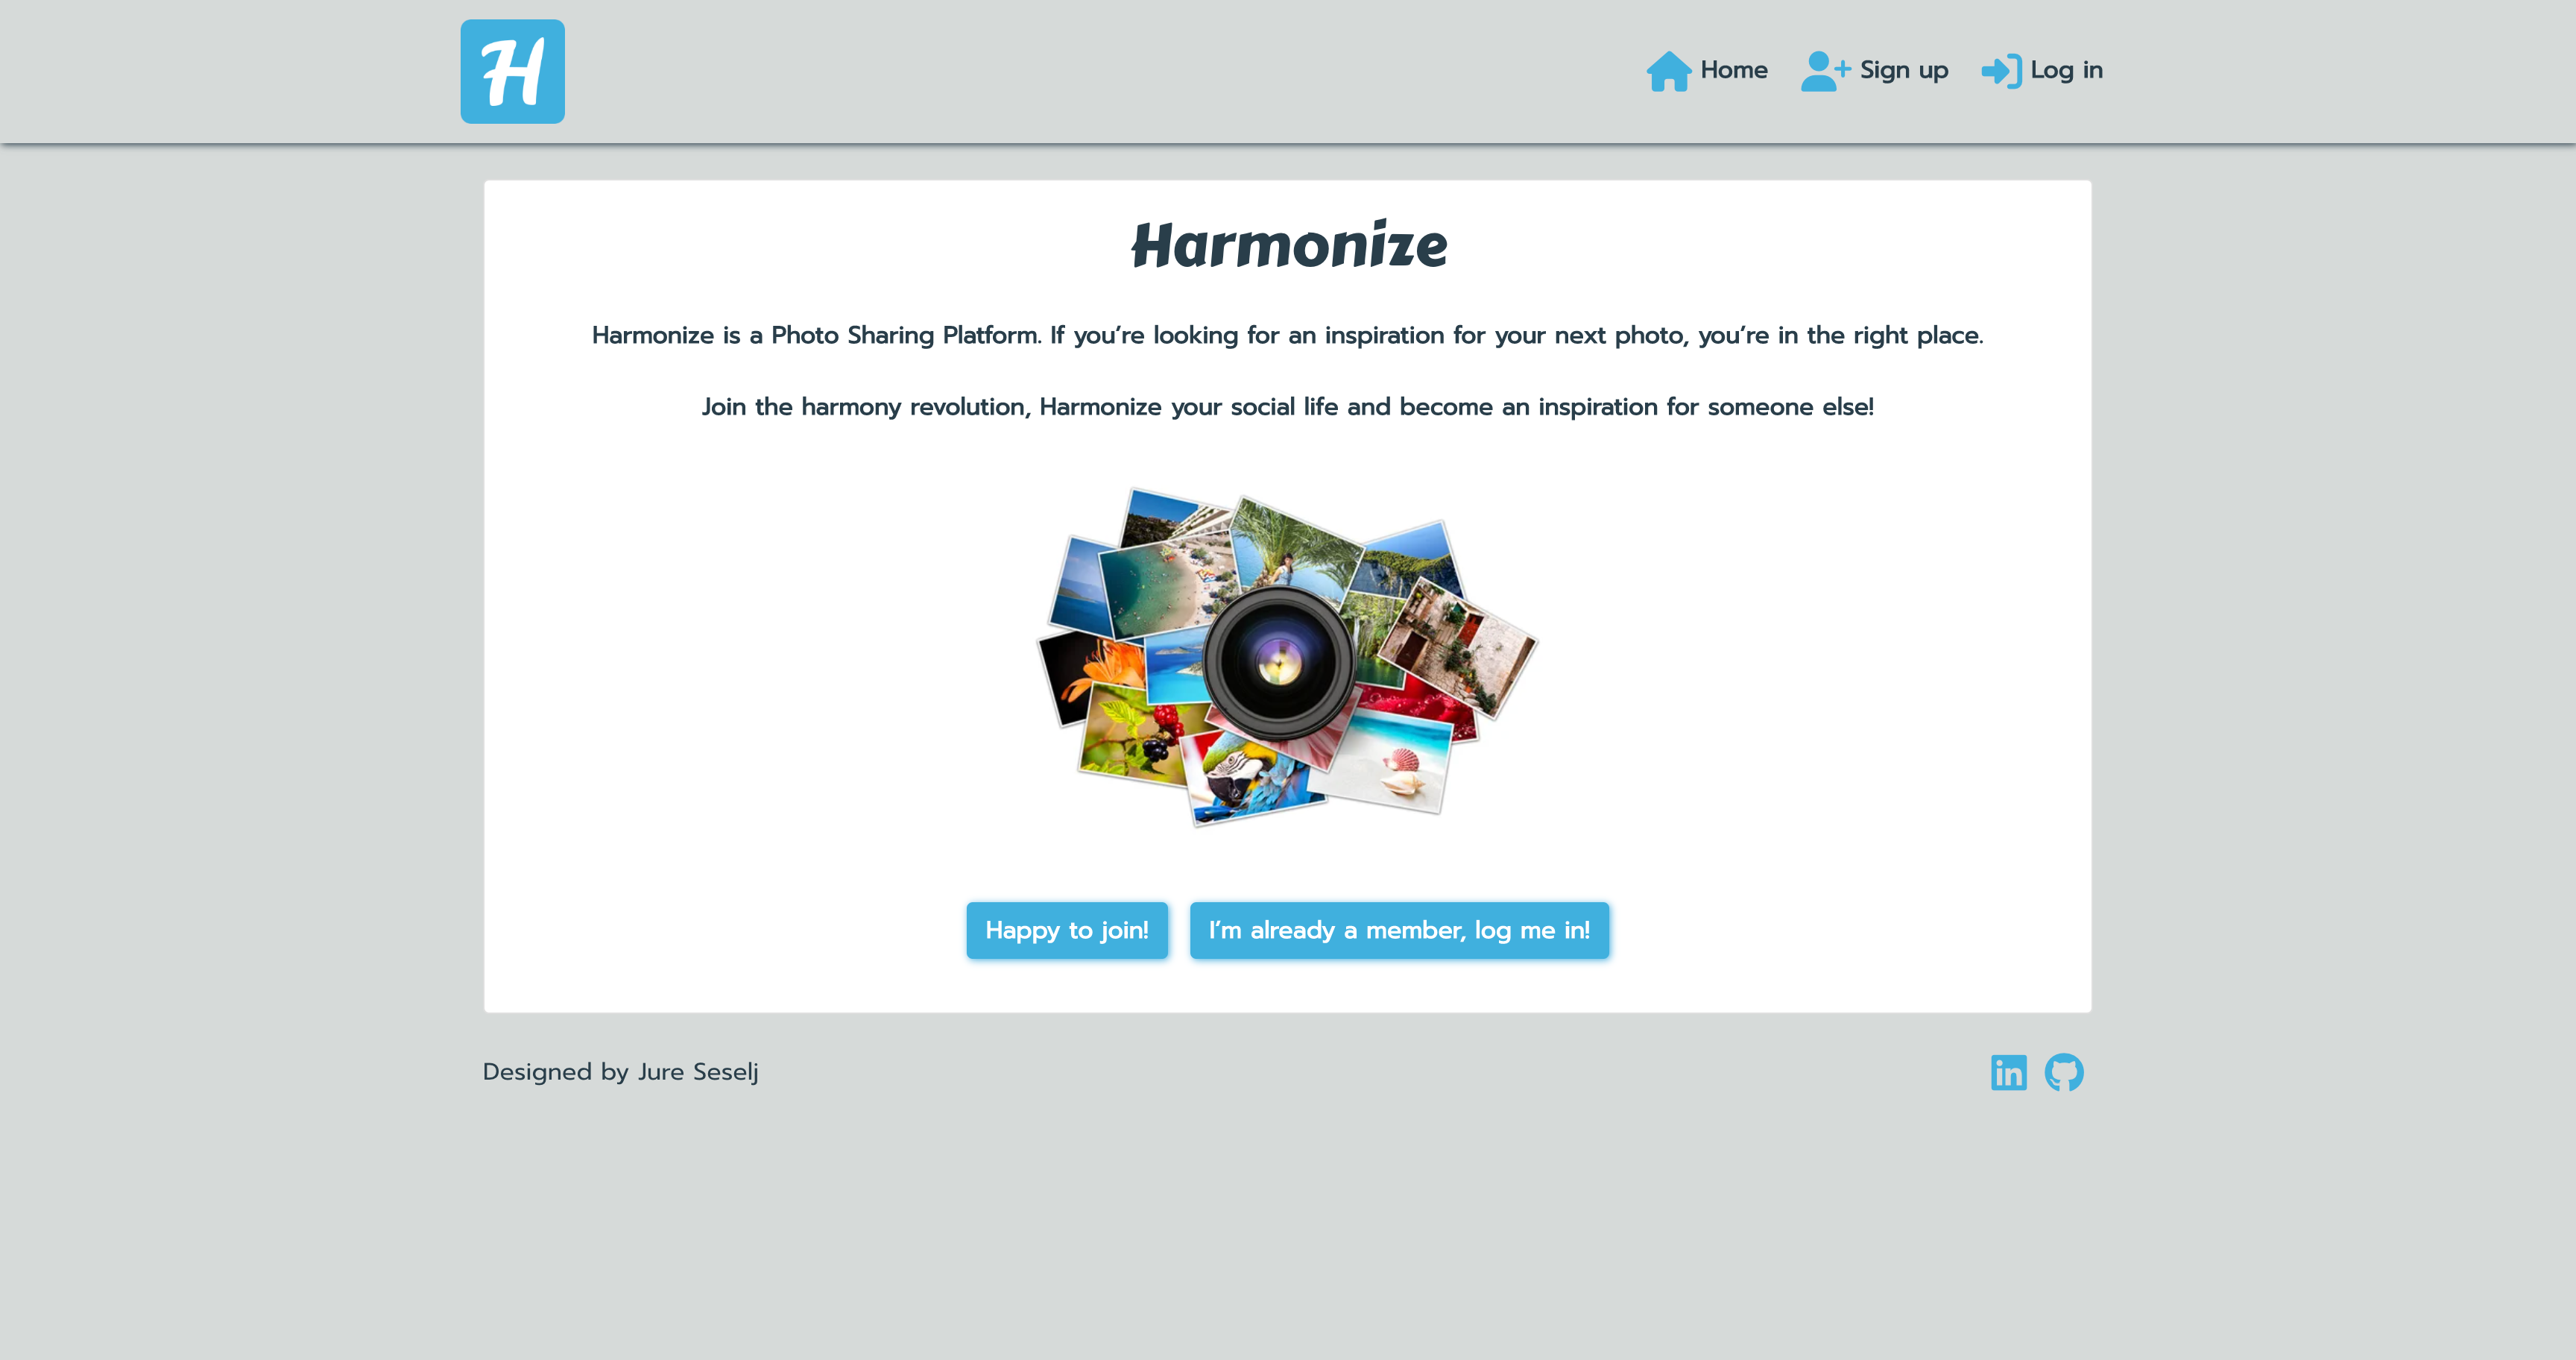 H
Home Sign up Log in
Harmonize
Harmonize is a Photo Sharing Platform. If you’re looking for an inspiration for your next photo, you’re in the right place.
Join the harmony revolution, Harmonize your social life and become an inspiration for someone else!
Happy to join! I’m already a member, log me in!
Designed by Jure Seselj in